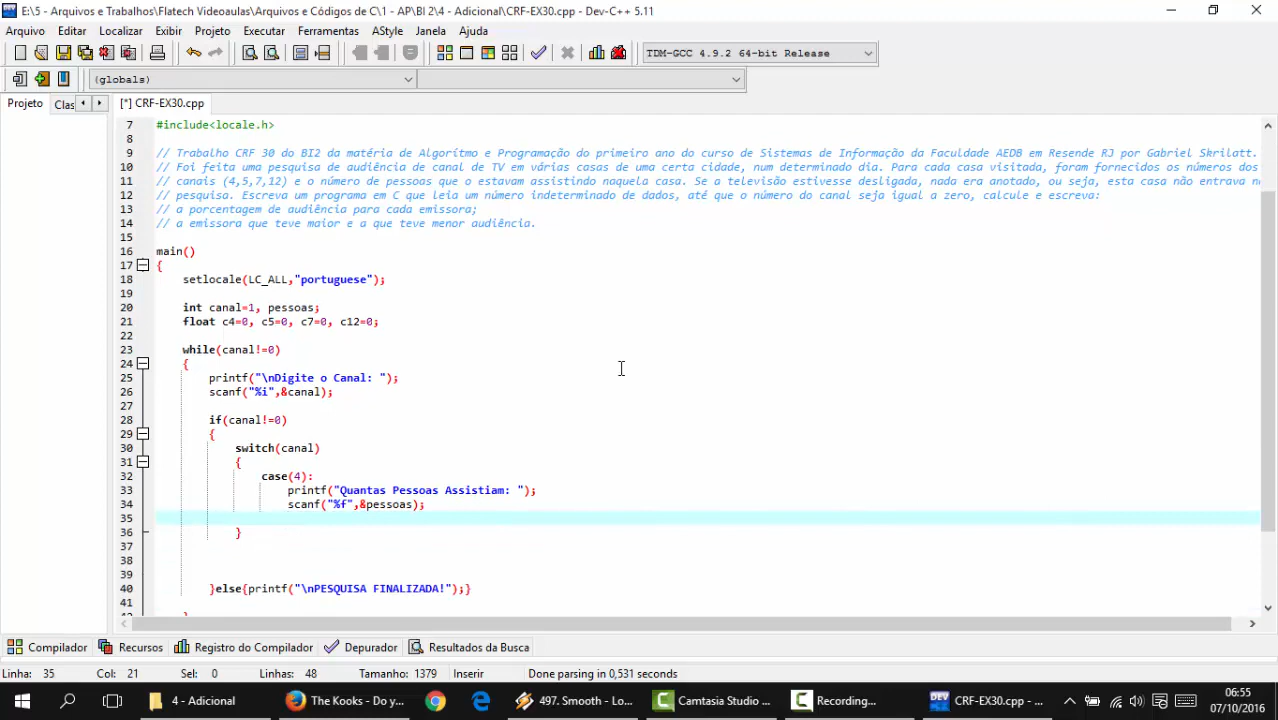 E:\5 - Arquivos e Trabalhos\Flatech Videoaulas\Arquivos e Códigos de C\1 - AP\BI 2\4 - Adicional\CRF-EX30.cpp - Dev-C++ 5.11
Arquivo Editar Localizar Exibir Projeto Executar Ferramentas AStyle Janela Ajuda
TDM-GCC 4.9.2 64-bit Release
(globals)
Projeto Clas [*] CRF-EX30.cpp
7 #include<locale.h>
8
9 // Trabalho CRF 30 do BI2 da matéria de Algoritmo e Programação do primeiro ano do curso de Sistemas de Informação da Faculdade AEDB em Resende RJ por Gabriel Skrilatt.
10 // Foi feita uma pesquisa de audiência de canal de TV em várias casas de uma certa cidade, num determinado dia. Para cada casa visitada, foram fornecidos os números dos
11 // canais (4,5,7,12) e o número de pessoas que o estavam assistindo naquela casa. Se a televisão estivesse desligada, nada era anotado, ou seja, esta casa não entrava na
12 // pesquisa. Escreva um programa em C que leia um número indeterminado de dados, até que o número do canal seja igual a zero, calcule e escreva:
13 // a porcentagem de audiência para cada emissora;
14 // a emissora que teve maior e a que teve menor audiência.
15
16 main()
17 {
18 setlocale(LC_ALL,"portuguese");
19
20 int canal=1, pessoas;
21 float c4=0, c5=0, c7=0, c12=0;
22
23 while(canal!=0)
24 {
25 printf("\nDigite o Canal: ");
26 scanf("%i",&canal);
27
28 if(canal!=0)
29 {
30 switch(canal)
31 {
32 case(4):
33 printf("Quantas Pessoas Assistiam: ");
34 scanf("%f",&pessoas);
35
36 }
37
38
39
40 }else{printf("\nPESQUISA FINALIZADA!");}
41
Compilador Recursos Registro do Compilador Depurador Resultados da Busca
Linha: 35 Col: 21 Sel: 0 Linhas: 48 Tamanho: 1379 Inserir Done parsing in 0,531 seconds
4 - Adicional The Kooks - Do y... 497. Smooth - Lo... Camtasia Studio ... Recording... CRF-EX30.cpp - ... 06:55
07/10/2016